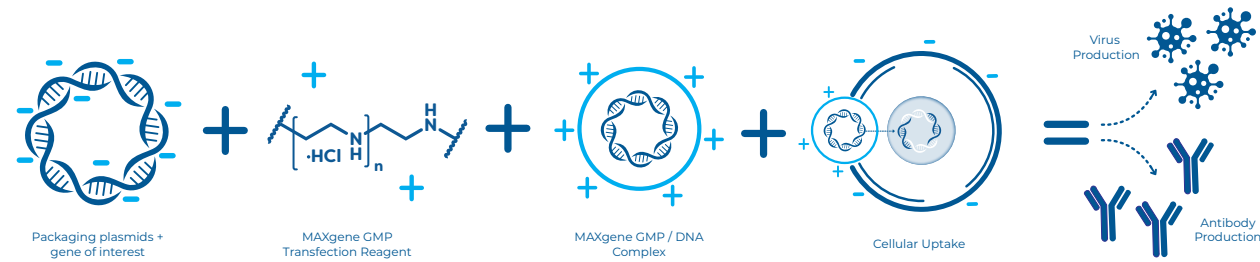 Packaging plasmids +
gene of interest
H
N
·HCl
N
H
n
MAXgene GMP
Transfection Reagent
MAXgene GMP / DNA
Complex
Cellular Uptake
Virus
Production
Antibody
Production